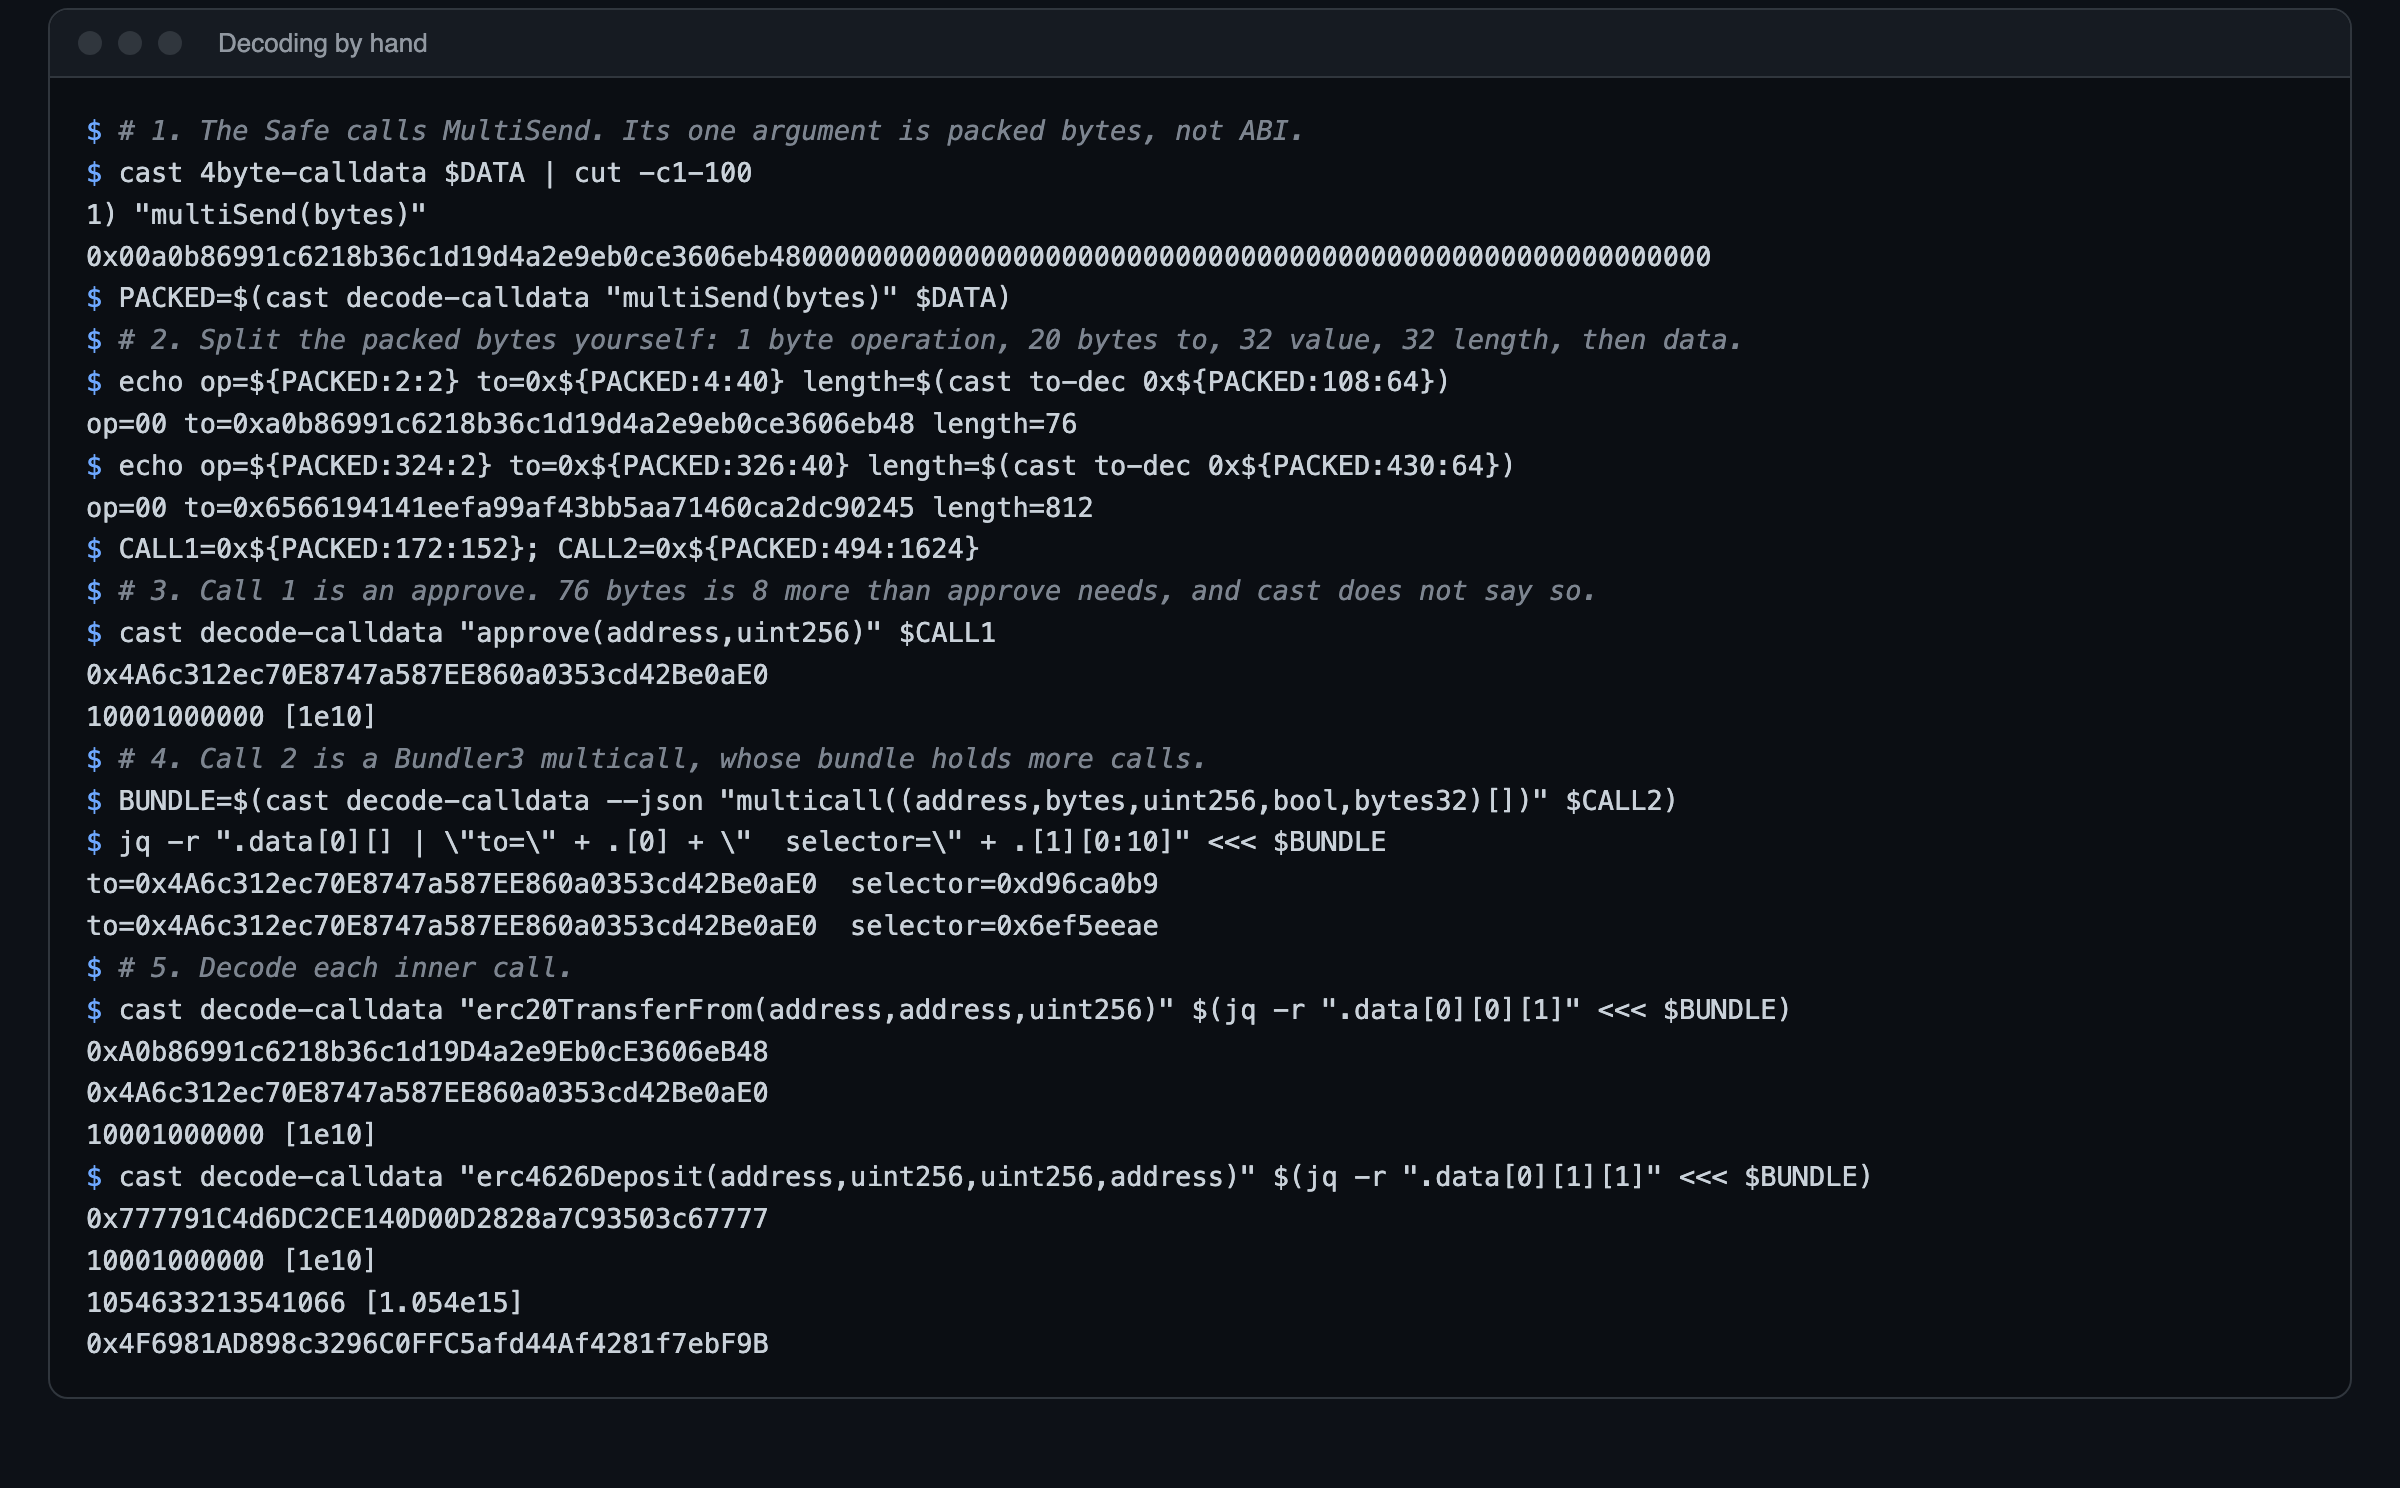 Decoding by hand
$ # 1. The Safe calls MultiSend. Its one argument is packed bytes, not ABI.
$ cast 4byte-calldata $DATA | cut -c1-100
1) "multiSend(bytes)"
0x00a0b86991c6218b36c1d19d4a2e9eb0ce3606eb4800000000000000000000000000000000000000000000000000000000
$ PACKED=$(cast decode-calldata "multiSend(bytes)" $DATA)
$ # 2. Split the packed bytes yourself: 1 byte operation, 20 bytes to, 32 value, 32 length, then data.
$ echo op=${PACKED:2:2} to=0x${PACKED:4:40} length=$(cast to-dec 0x${PACKED:108:64})
op=00 to=0xa0b86991c6218b36c1d19d4a2e9eb0ce3606eb48 length=76
$ echo op=${PACKED:324:2} to=0x${PACKED:326:40} length=$(cast to-dec 0x${PACKED:430:64})
op=00 to=0x6566194141eefa99af43bb5aa71460ca2dc90245 length=812
$ CALL1=0x${PACKED:172:152}; CALL2=0x${PACKED:494:1624}
$ # 3. Call 1 is an approve. 76 bytes is 8 more than approve needs, and cast does not say so.
$ cast decode-calldata "approve(address,uint256)" $CALL1
0x4A6c312ec70E8747a587EE860a0353cd42Be0aE0
10001000000 [1e10]
$ # 4. Call 2 is a Bundler3 multicall, whose bundle holds more calls.
$ BUNDLE=$(cast decode-calldata --json "multicall((address,bytes,uint256,bool,bytes32)[])" $CALL2)
$ jq -r ".data[0][] | \"to=\" + .[0] + \"  selector=\" + .[1][0:10]" <<< $BUNDLE
to=0x4A6c312ec70E8747a587EE860a0353cd42Be0aE0  selector=0xd96ca0b9
to=0x4A6c312ec70E8747a587EE860a0353cd42Be0aE0  selector=0x6ef5eeae
$ # 5. Decode each inner call.
$ cast decode-calldata "erc20TransferFrom(address,address,uint256)" $(jq -r ".data[0][0][1]" <<< $BUNDLE)
0xA0b86991c6218b36c1d19D4a2e9Eb0cE3606eB48
0x4A6c312ec70E8747a587EE860a0353cd42Be0aE0
10001000000 [1e10]
$ cast decode-calldata "erc4626Deposit(address,uint256,uint256,address)" $(jq -r ".data[0][1][1]" <<< $BUNDLE)
0x777791C4d6DC2CE140D00D2828a7C93503c67777
10001000000 [1e10]
1054633213541066 [1.054e15]
0x4F6981AD898c3296C0FFC5afd44Af4281f7ebF9B